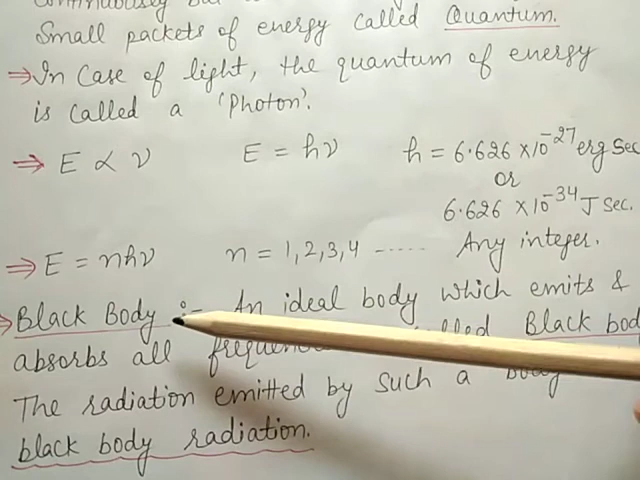 Small packets of energy called Quantum.
⇒ In Case of light, the quantum of energy
is called a 'Photon'.
⇒ E ∝ ν E = hν h = 6.626 × 10⁻²⁷ erg Sec
or
6.626 × 10⁻³⁴ J Sec.
⇒ E = nhν n = 1, 2, 3, 4 ..... Any integer.
⇒ Black Body :- An ideal body which emits &
absorbs all Black bod
The radiation emitted by such a body
black body radiation.